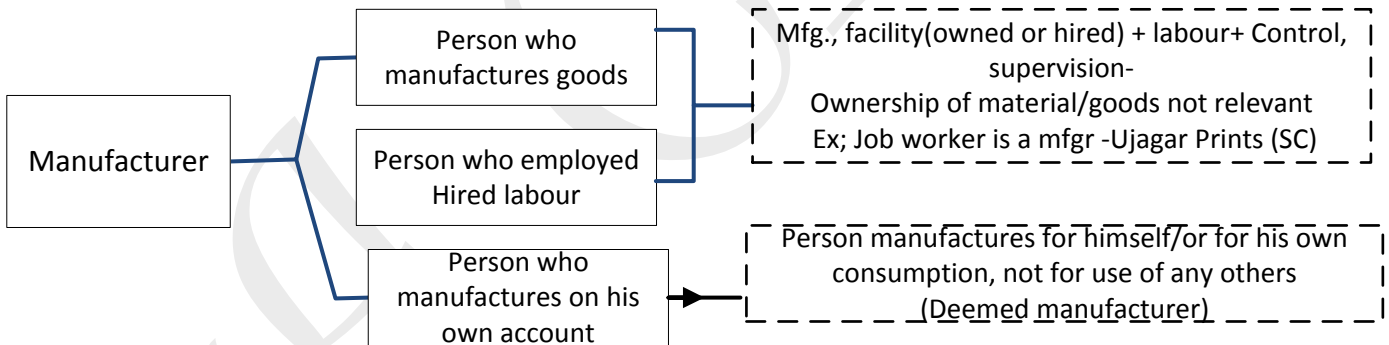 Manufacturer
Person who
manufactures goods
Person who employed
Hired labour
Person who
manufactures on his
own account
Mfg., facility(owned or hired) + labour+ Control,
supervision-
Ownership of material/goods not relevant
Ex; Job worker is a mfgr -Ujagar Prints (SC)
Person manufactures for himself/or for his own
consumption, not for use of any others
(Deemed manufacturer)